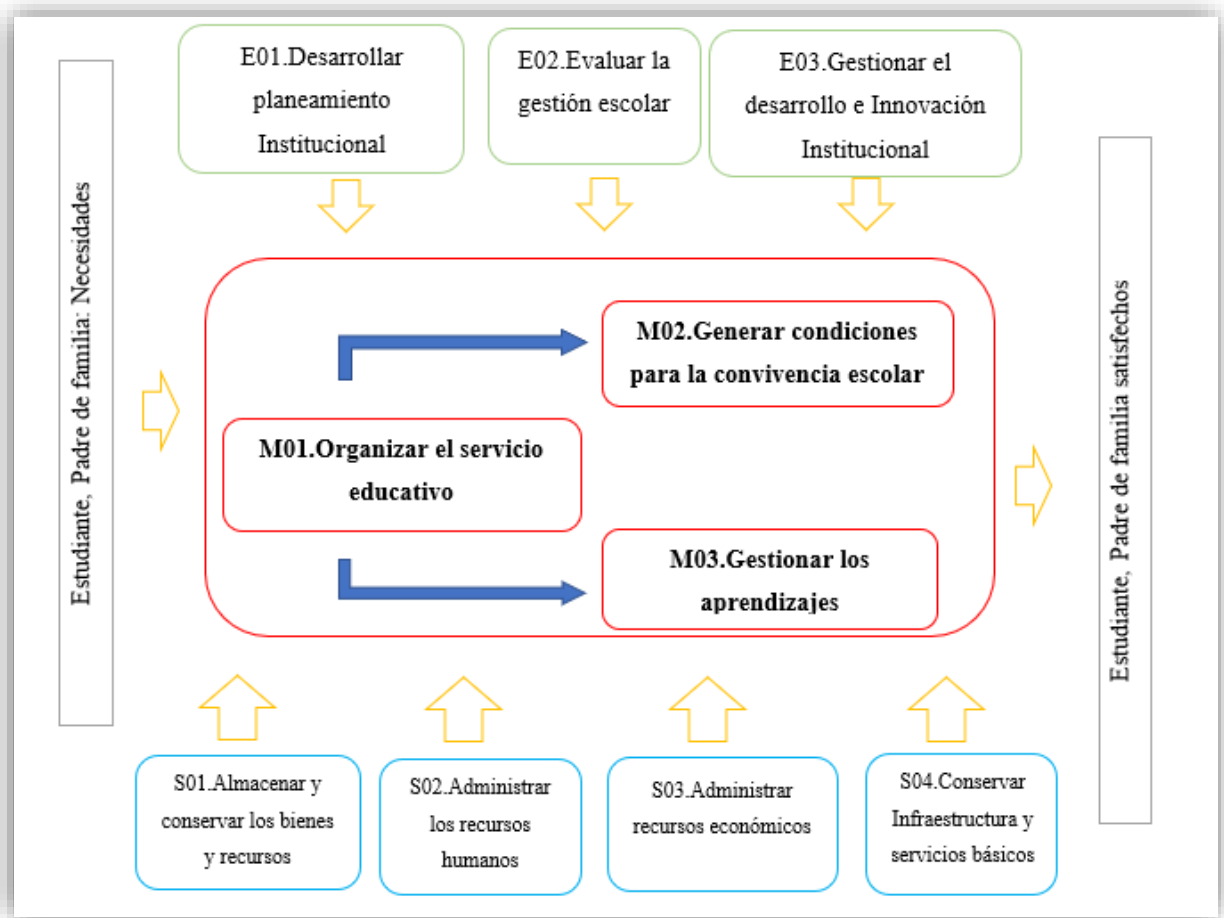 E01.Desarrollar
planeamiento
Institucional
E02.Evaluar la
gestión escolar
E03.Gestionar el
desarrollo e Innovación
Institucional
Estudiante, Padre de familia: Necesidades
M02.Generar condiciones
para la convivencia escolar
M01.Organizar el servicio
educativo
M03.Gestionar los
aprendizajes
Estudiante, Padre de familia satisfechos
S01.Almacenar y
conservar los bienes
y recursos
S02.Administrar
los recursos
humanos
S03.Administrar
recursos económicos
S04.Conservar
Infraestructura y
servicios básicos